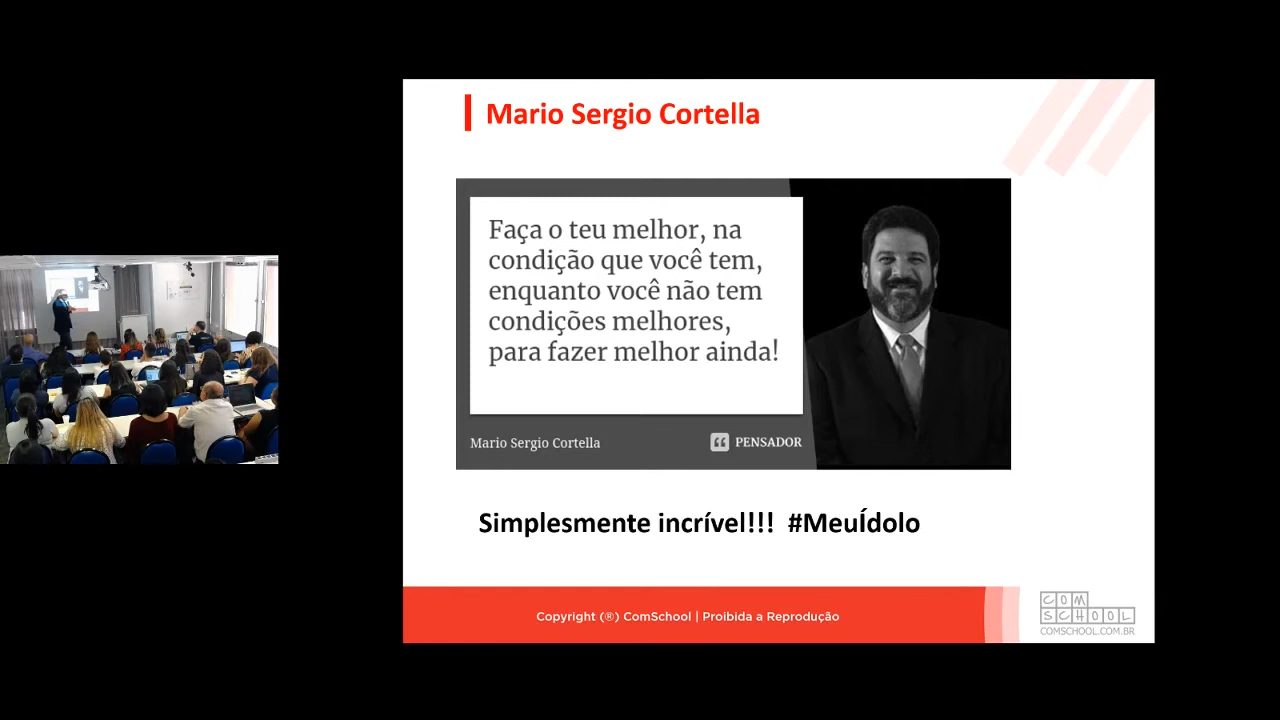 Mario Sergio Cortella
Faça o teu melhor, na
condição que você tem,
enquanto você não tem
condições melhores,
para fazer melhor ainda!
Mario Sergio Cortella
PENSADOR
Simplesmente incrível!!! #MeuÍdolo
Copyright (®) ComSchool | Proibida a Reprodução
COM
SCHOOL
COMSCHOOL.COM.BR